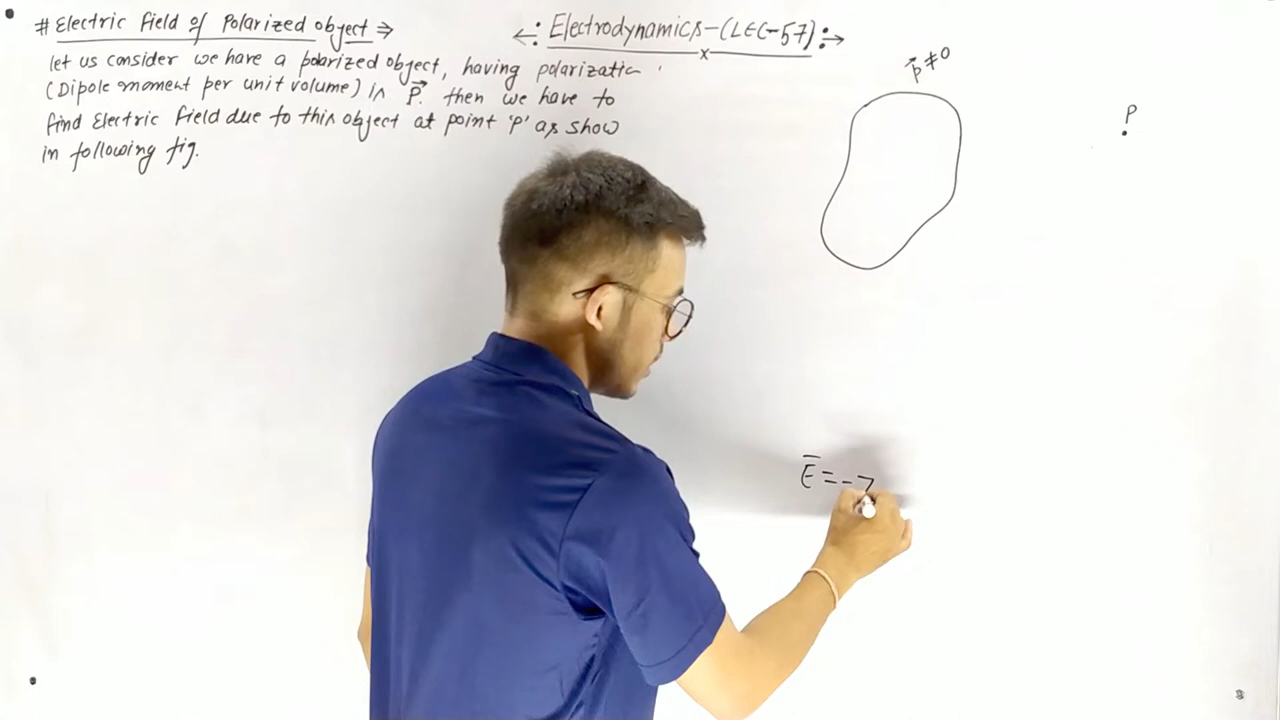 # Electric field of Polarized object ⇒
←: Electrodynamics-(LEC-57) :→
x
let us consider we have a polarized object, having polarizatic
(Dipole moment per unit volume) is P⃗. then we have to
find Electric field due to this object at point 'P' as show
in following fig.
p⃗≠0
P
E̅=-